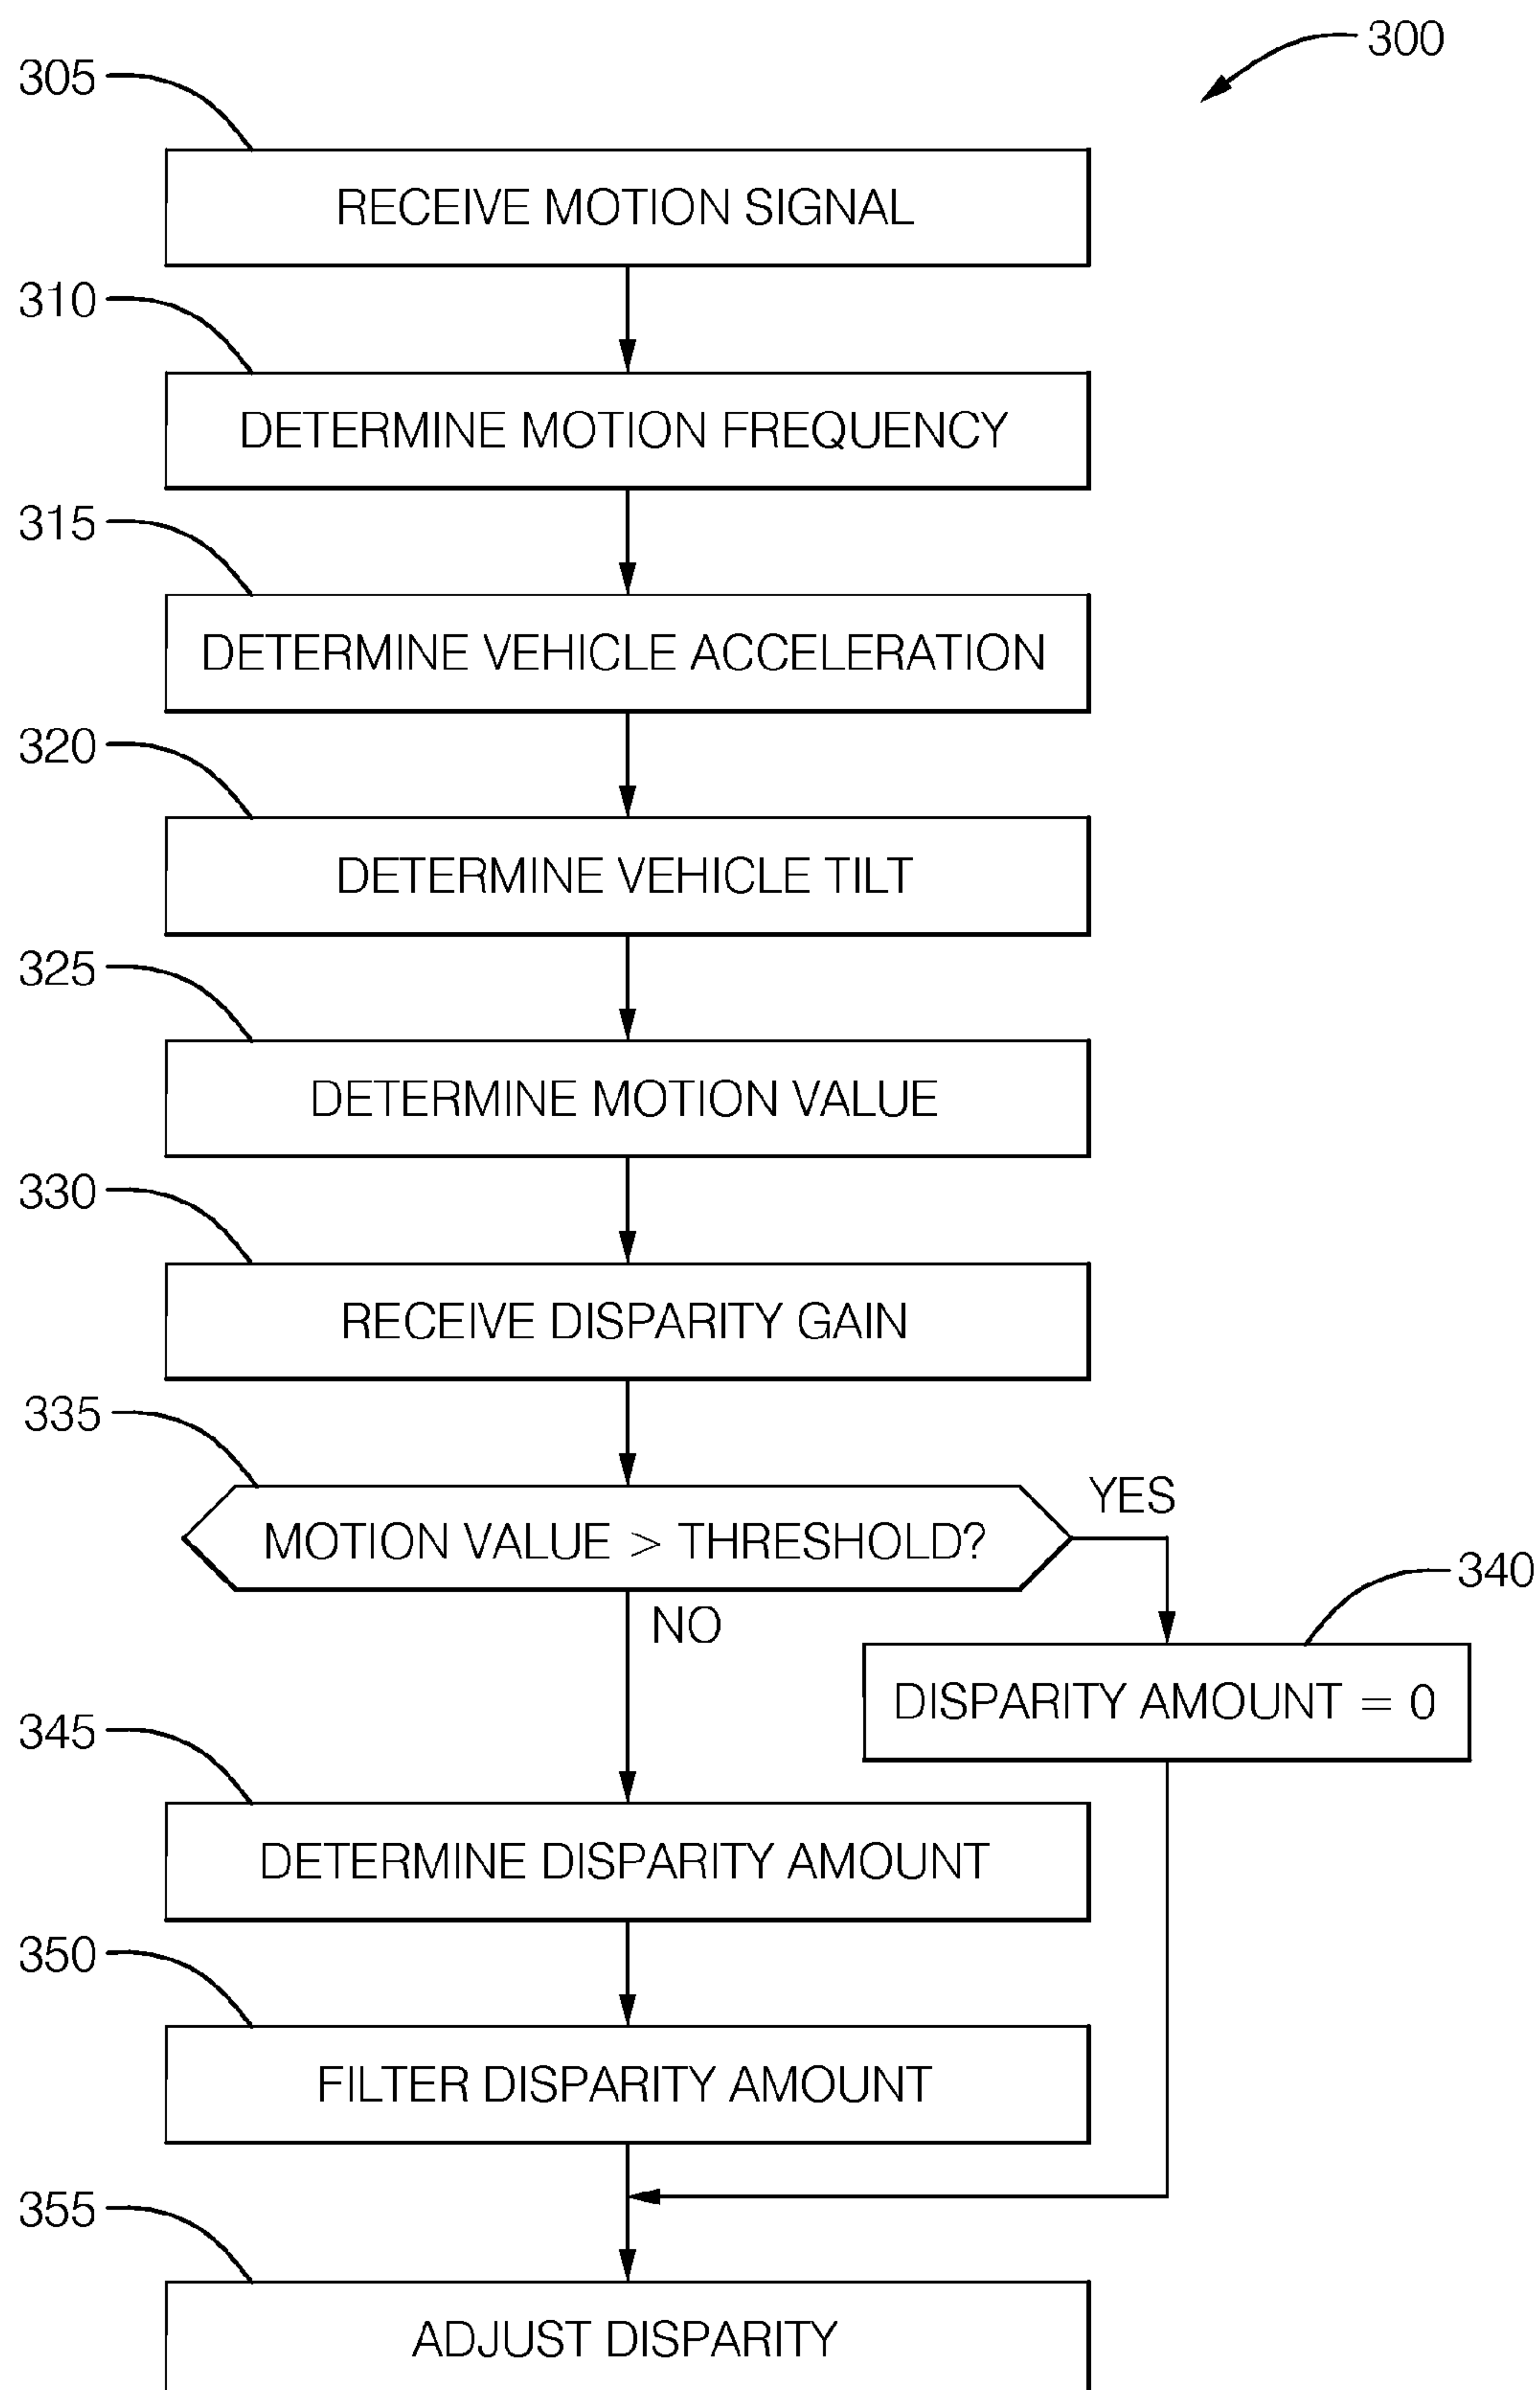 300
305
RECEIVE MOTION SIGNAL
310
DETERMINE MOTION FREQUENCY
315
DETERMINE VEHICLE ACCELERATION
320
DETERMINE VEHICLE TILT
325
DETERMINE MOTION VALUE
330
RECEIVE DISPARITY GAIN
335
MOTION VALUE > THRESHOLD?
YES
NO
340
DISPARITY AMOUNT = 0
345
DETERMINE DISPARITY AMOUNT
350
FILTER DISPARITY AMOUNT
355
ADJUST DISPARITY